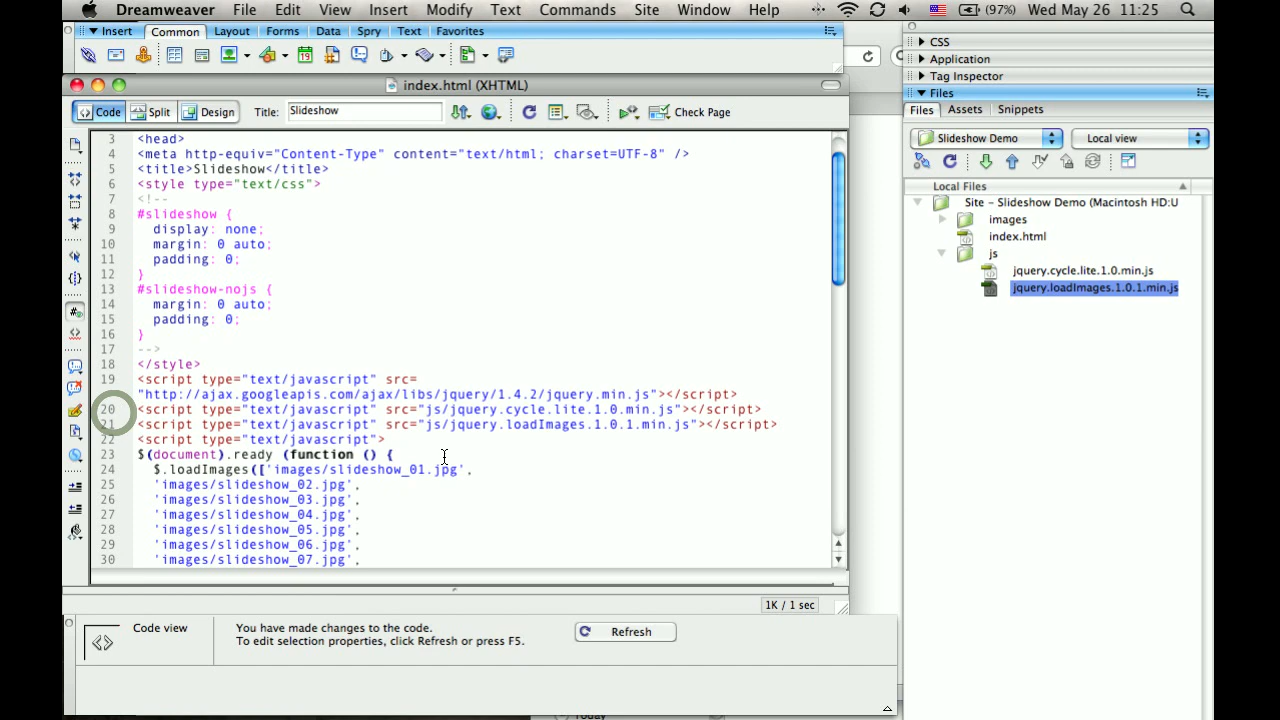 Dreamweaver File Edit View Insert Modify Text Commands Site Window Help (97%) Wed May 26 11:25
Insert Common Layout Forms Data Spry Text Favorites
index.html (XHTML)
Code Split Design Title: Slideshow Check Page
3 <head>
4 <meta http-equiv="Content-Type" content="text/html; charset=UTF-8" />
5 <title>Slideshow</title>
6 <style type="text/css">
7 <!--
8 #slideshow {
9 display: none;
10 margin: 0 auto;
11 padding: 0;
12 }
13 #slideshow-nojs {
14 margin: 0 auto;
15 padding: 0;
16 }
17 -->
18 </style>
19 <script type="text/javascript" src=
"http://ajax.googleapis.com/ajax/libs/jquery/1.4.2/jquery.min.js"></script>
20 <script type="text/javascript" src="js/jquery.cycle.lite.1.0.min.js"></script>
21 <script type="text/javascript" src="js/jquery.loadImages.1.0.1.min.js"></script>
22 <script type="text/javascript">
23 $(document).ready (function () {
24 $.loadImages(['images/slideshow_01.jpg',
25 'images/slideshow_02.jpg',
26 'images/slideshow_03.jpg',
27 'images/slideshow_04.jpg',
28 'images/slideshow_05.jpg',
29 'images/slideshow_06.jpg',
30 'images/slideshow_07.jpg',
1K / 1 sec
Code view You have made changes to the code.
To edit selection properties, click Refresh or press F5.
Refresh
CSS
Application
Tag Inspector
Files
Files Assets Snippets
Slideshow Demo Local view
Local Files
Site - Slideshow Demo (Macintosh HD:U
images
index.html
js
jquery.cycle.lite.1.0.min.js
jquery.loadImages.1.0.1.min.js
Today